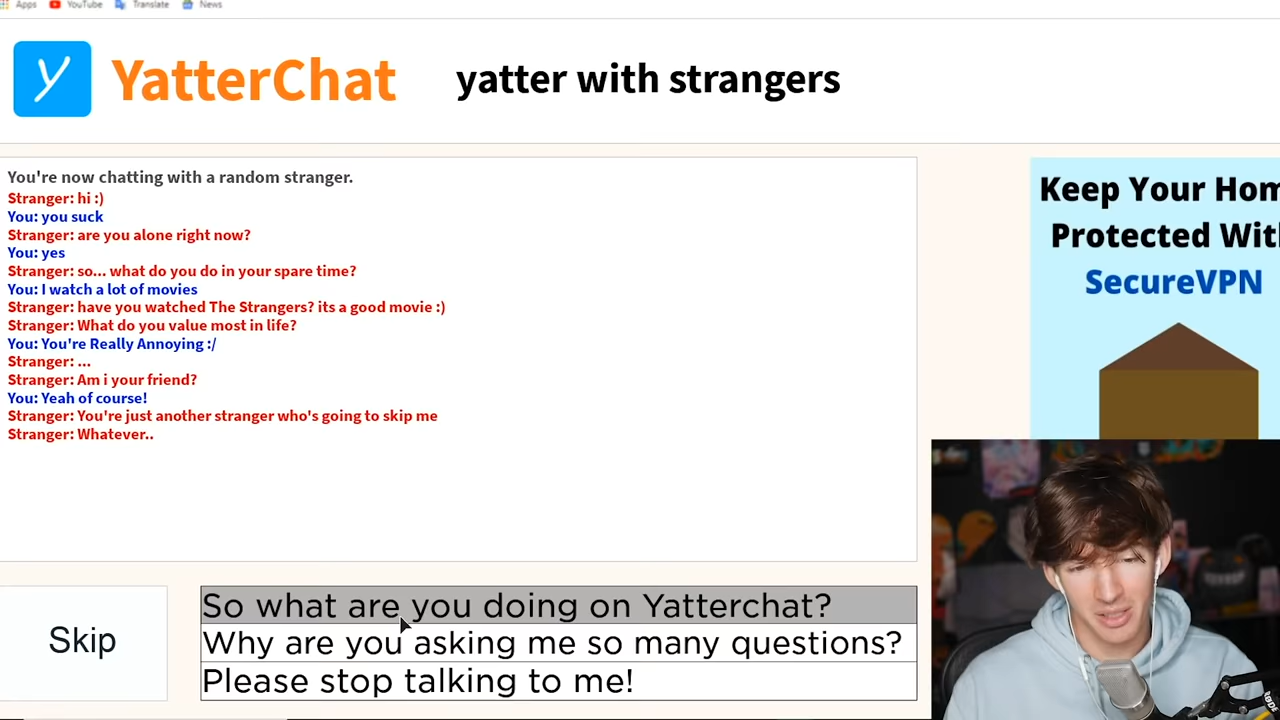 Apps YouTube Translate News
Y YatterChat yatter with strangers
You're now chatting with a random stranger.
Stranger: hi :)
You: you suck
Stranger: are you alone right now?
You: yes
Stranger: so... what do you do in your spare time?
You: I watch a lot of movies
Stranger: have you watched The Strangers? its a good movie :)
Stranger: What do you value most in life?
You: You're Really Annoying :/
Stranger: ...
Stranger: Am i your friend?
You: Yeah of course!
Stranger: You're just another stranger who's going to skip me
Stranger: Whatever..
Keep Your Hom
Protected Wit
SecureVPN
Skip
So what are you doing on Yatterchat?
Why are you asking me so many questions?
Please stop talking to me!
RØDE